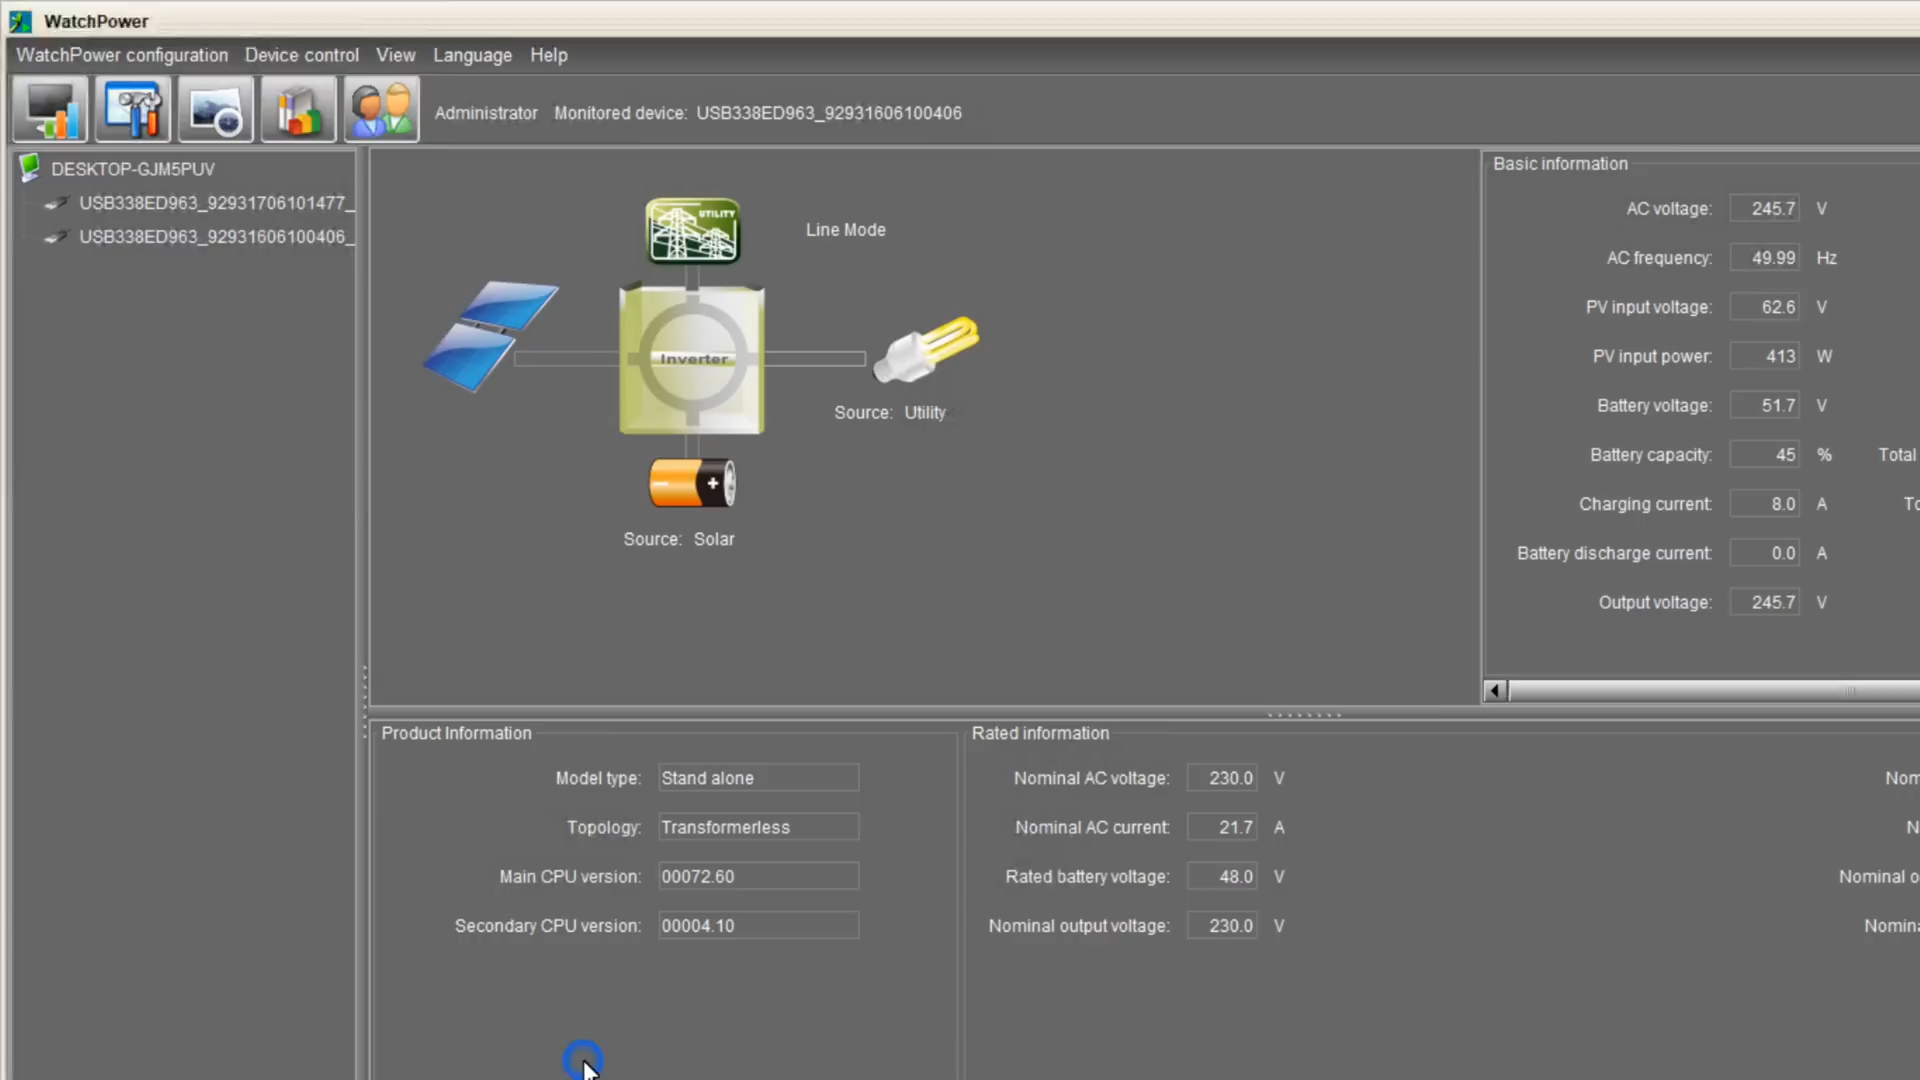 WatchPower
WatchPower configuration Device control View Language Help
Administrator Monitored device: USB338ED963_92931606100406
DESKTOP-GJM5PUV
USB338ED963_92931706101477_
USB338ED963_92931606100406_
UTILITY
Line Mode
Inverter
Source: Utility
Source: Solar
Basic information
AC voltage: 245.7 V
AC frequency: 49.99 Hz
PV input voltage: 62.6 V
PV input power: 413 W
Battery voltage: 51.7 V
Battery capacity: 45 % Total
Charging current: 8.0 A To
Battery discharge current: 0.0 A
Output voltage: 245.7 V
Product Information
Model type: Stand alone
Topology: Transformerless
Main CPU version: 00072.60
Secondary CPU version: 00004.10
Rated information
Nominal AC voltage: 230.0 V Nom
Nominal AC current: 21.7 A N
Rated battery voltage: 48.0 V Nominal o
Nominal output voltage: 230.0 V Nomina